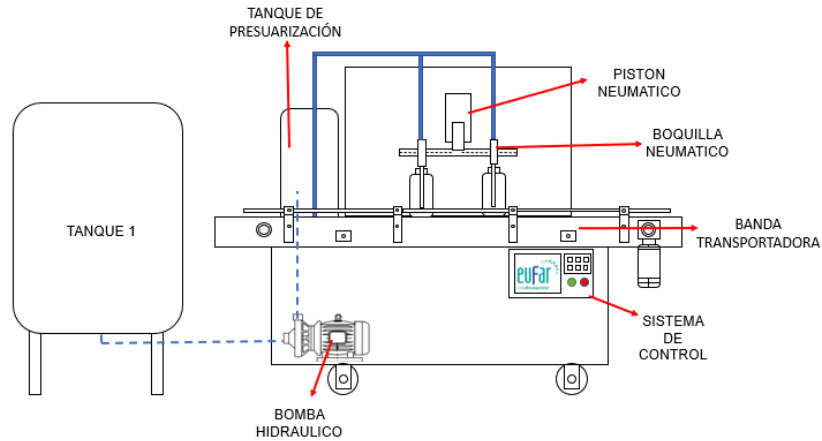 TANQUE DE
PRESUARIZACIÓN
PISTON
NEUMATICO
BOQUILLA
NEUMATICO
TANQUE 1
BANDA
TRANSPORTADORA
eufar
SISTEMA
DE
CONTROL
BOMBA
HIDRAULICO